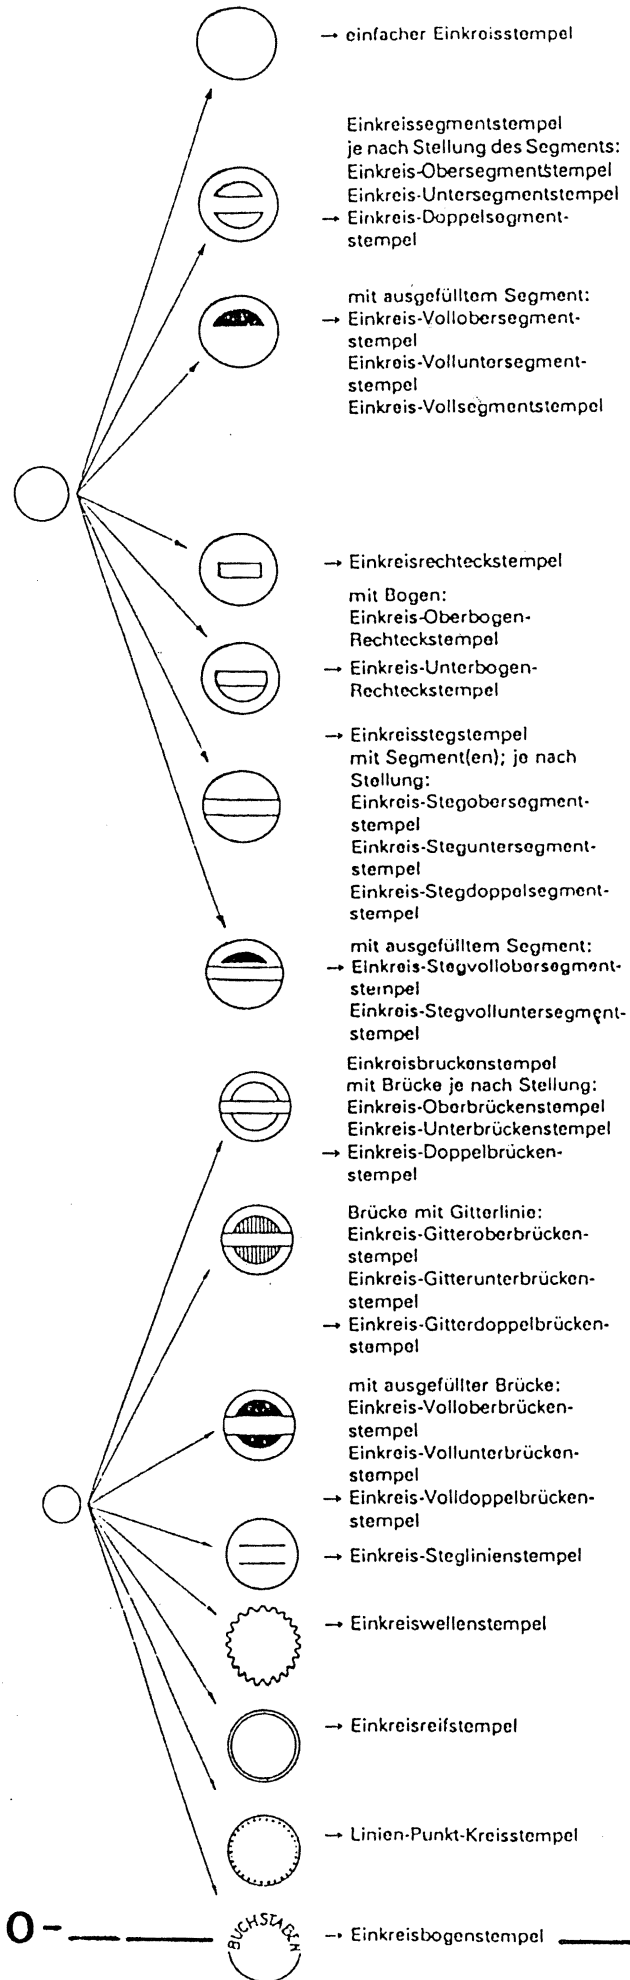 → einfacher Einkreisstempel
Einkreissegmentstempel
je nach Stellung des Segments:
Einkreis-Obersegmentstempel
Einkreis-Untersegmentstempel
→ Einkreis-Doppelsegment-
stempel
mit ausgefülltem Segment:
→ Einkreis-Vollobersegment-
stempel
Einkreis-Volluntersegment-
stempel
Einkreis-Vollsegmentstempel
→ Einkreisrechteckstempel
mit Bogen:
Einkreis-Oberbogen-
Rechteckstempel
→ Einkreis-Unterbogen-
Rechteckstempel
→ Einkreisstegstempel
mit Segment(en); je nach
Stellung:
Einkreis-Stegobersegment-
stempel
Einkreis-Steguntersegment-
stempel
Einkreis-Stegdoppelsegment-
stempel
mit ausgefülltem Segment:
→ Einkreis-Stegvollobersegment-
stempel
Einkreis-Stegvolluntersegment-
stempel
Einkreisbruckenstempel
mit Brücke je nach Stellung:
Einkreis-Oberbrückenstempel
Einkreis-Unterbrückenstempel
→ Einkreis-Doppelbrücken-
stempel
Brücke mit Gitterlinie:
Einkreis-Gitteroberbrücken-
stempel
Einkreis-Gitterunterbrücken-
stempel
→ Einkreis-Gitterdoppelbrücken-
stempel
mit ausgefüllter Brücke:
Einkreis-Volloberbrücken-
stempel
Einkreis-Vollunterbrücken-
stempel
→ Einkreis-Volldoppelbrücken-
stempel
→ Einkreis-Steglinienstempel
→ Einkreiswellenstempel
→ Einkreisreifstempel
→ Linien-Punkt-Kreisstempel
O-
BUCHSTABEN
→ Einkreisbogenstempel